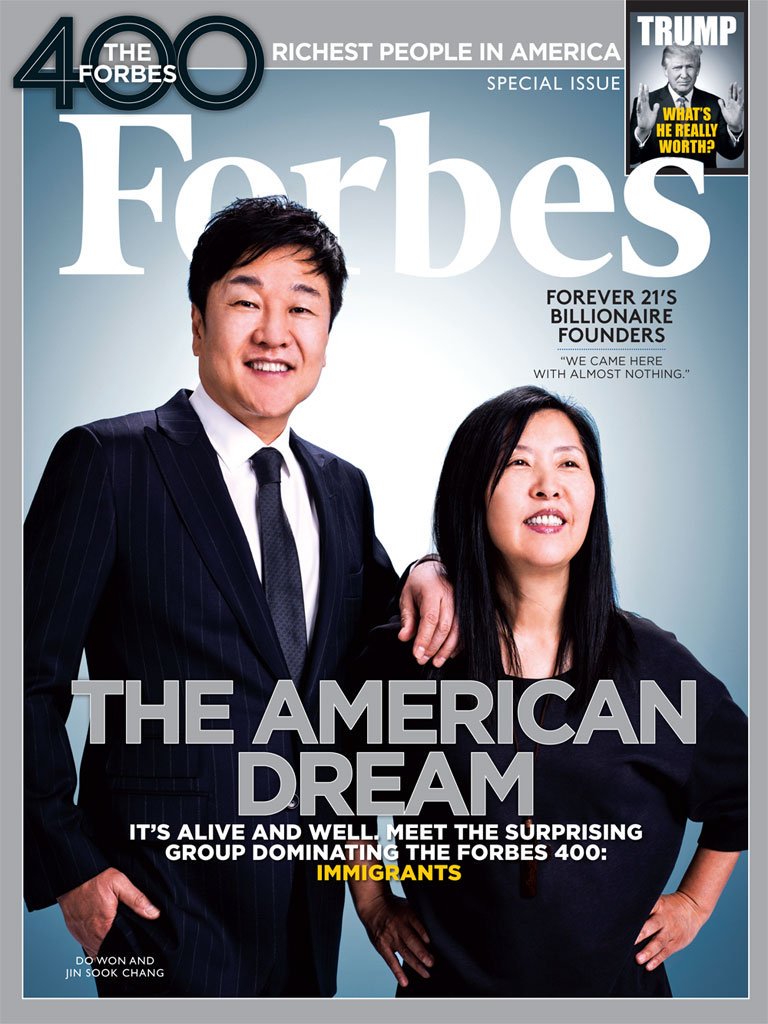 THE
FORBES
400
RICHEST PEOPLE IN AMERICA
SPECIAL ISSUE
TRUMP
WHAT'S
HE REALLY
WORTH?
Forbes
FOREVER 21'S
BILLIONAIRE
FOUNDERS
“WE CAME HERE
WITH ALMOST NOTHING.”
THE AMERICAN
DREAM
IT'S ALIVE AND WELL. MEET THE SURPRISING
GROUP DOMINATING THE FORBES 400:
IMMIGRANTS
DO WON AND
JIN SOOK CHANG